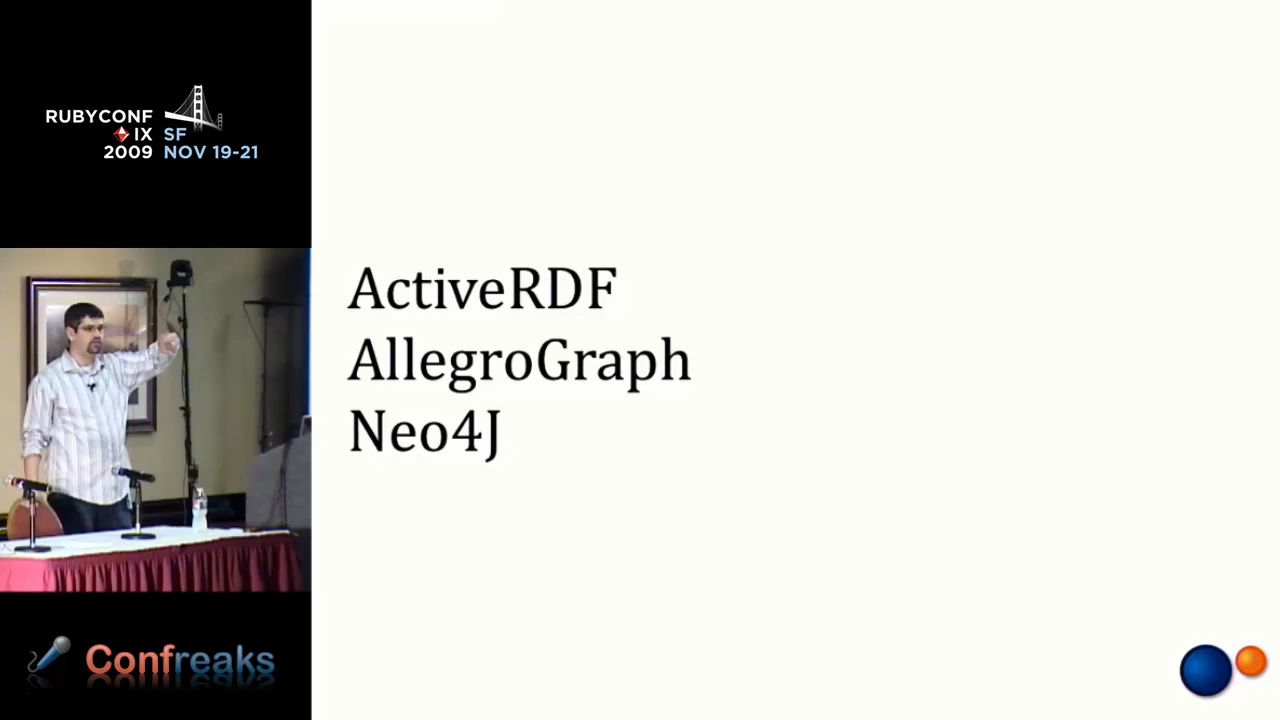 RUBYCONF
IX SF
2009 NOV 19-21
ActiveRDF
AllegroGraph
Neo4J
Confreaks